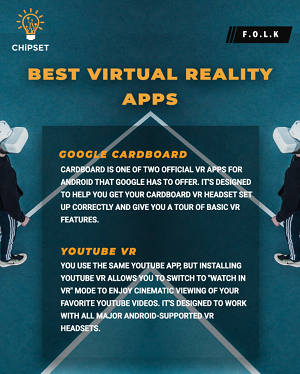 CHiPSET
F.O.L.K
BEST VIRTUAL REALITY
APPS
GOOGLE CARDBOARD
CARDBOARD IS ONE OF TWO OFFICIAL VR APPS FOR
ANDROID THAT GOOGLE HAS TO OFFER. IT'S DESIGNED
TO HELP YOU GET YOUR CARDBOARD VR HEADSET SET
UP CORRECTLY AND GIVE YOU A TOUR OF BASIC VR
FEATURES.
YOUTUBE VR
YOU USE THE SAME YOUTUBE APP, BUT INSTALLING
YOUTUBE VR ALLOWS YOU TO SWITCH TO "WATCH IN
VR" MODE TO ENJOY CINEMATIC VIEWING OF YOUR
FAVORITE YOUTUBE VIDEOS. IT'S DESIGNED TO WORK
WITH ALL MAJOR ANDROID-SUPPORTED VR
HEADSETS.